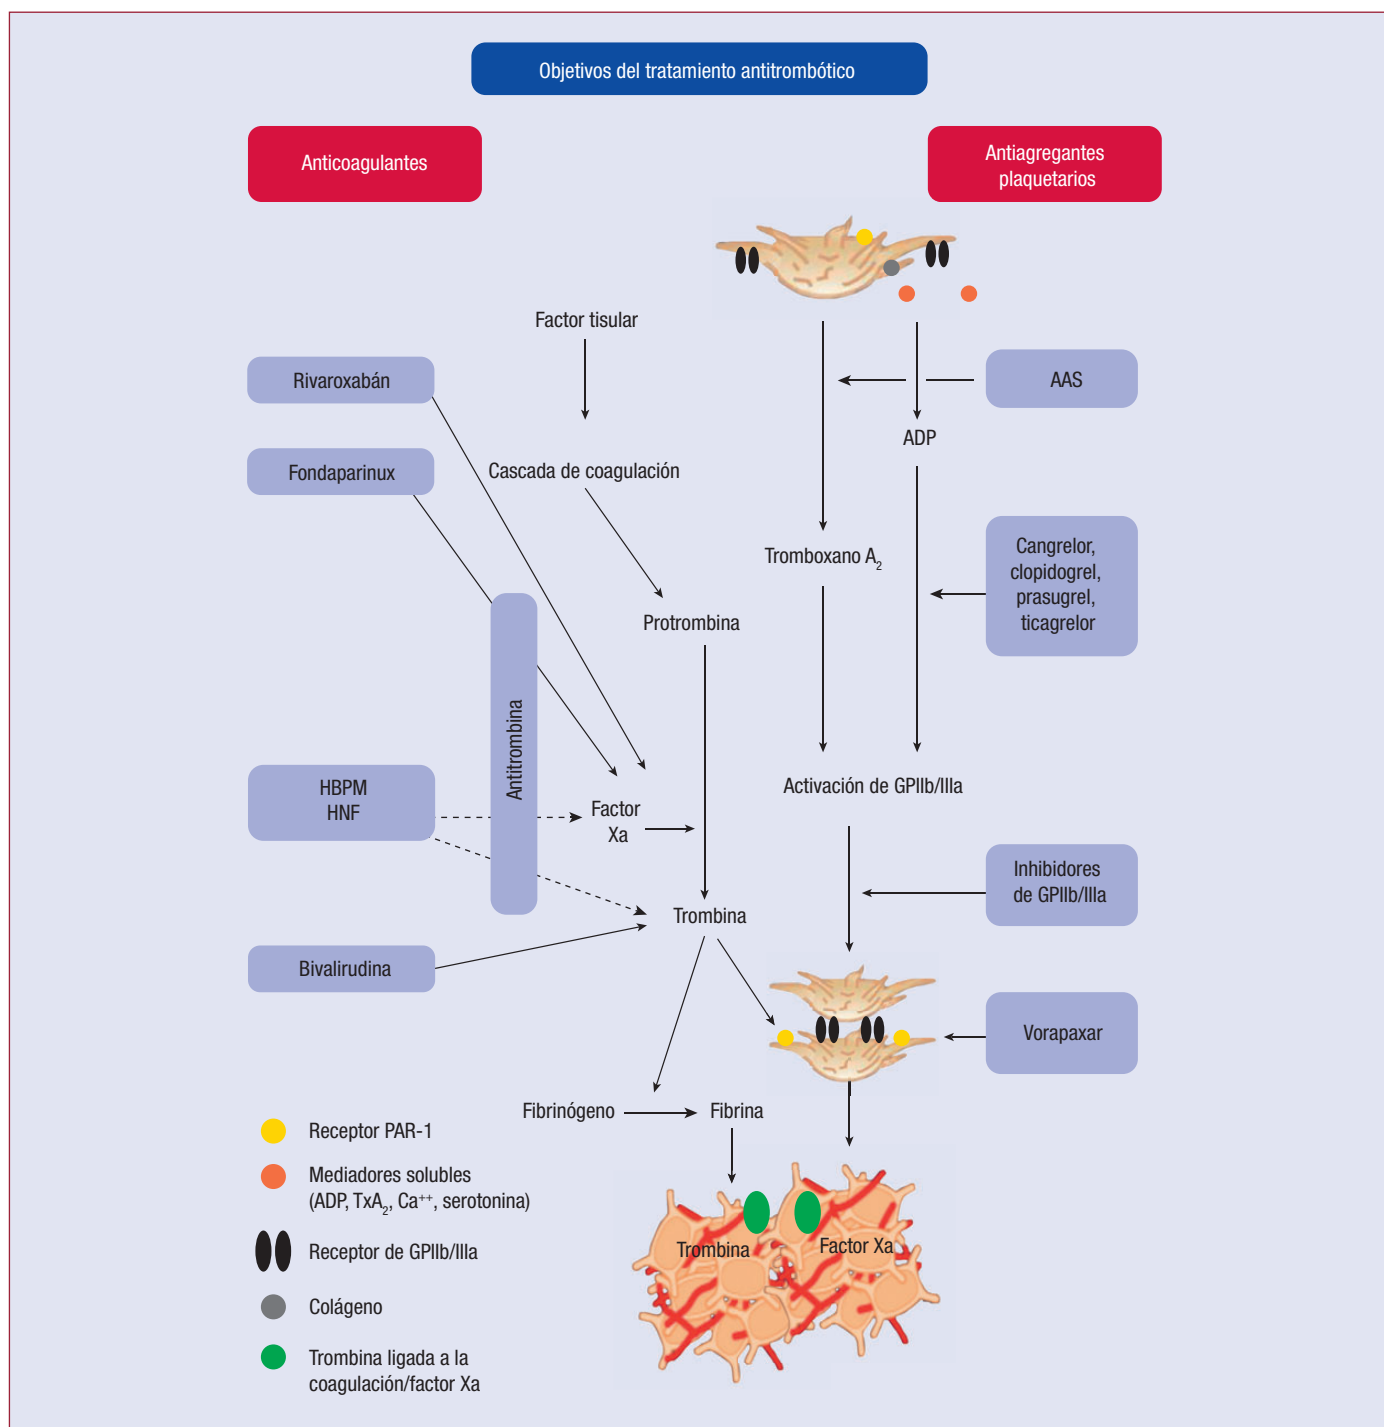 Objetivos del tratamiento antitrombótico
Anticoagulantes
Antiagregantes
plaquetarios
Factor tisular
Rivaroxabán
AAS
ADP
Fondaparinux
Cascada de coagulación
Cangrelor,
clopidogrel,
prasugrel,
ticagrelor
Tromboxano A₂
Protrombina
Antitrombina
HBPM
HNF
Factor
Xa
Activación de GPIIb/IIIa
Inhibidores
de GPIIb/IIIa
Trombina
Bivalirudina
Vorapaxar
Fibrinógeno
Fibrina
Receptor PAR-1
Mediadores solubles
(ADP, TxA₂, Ca⁺⁺, serotonina)
Receptor de GPIIb/IIIa
Colágeno
Trombina ligada a la
coagulación/factor Xa
Trombina
Factor Xa